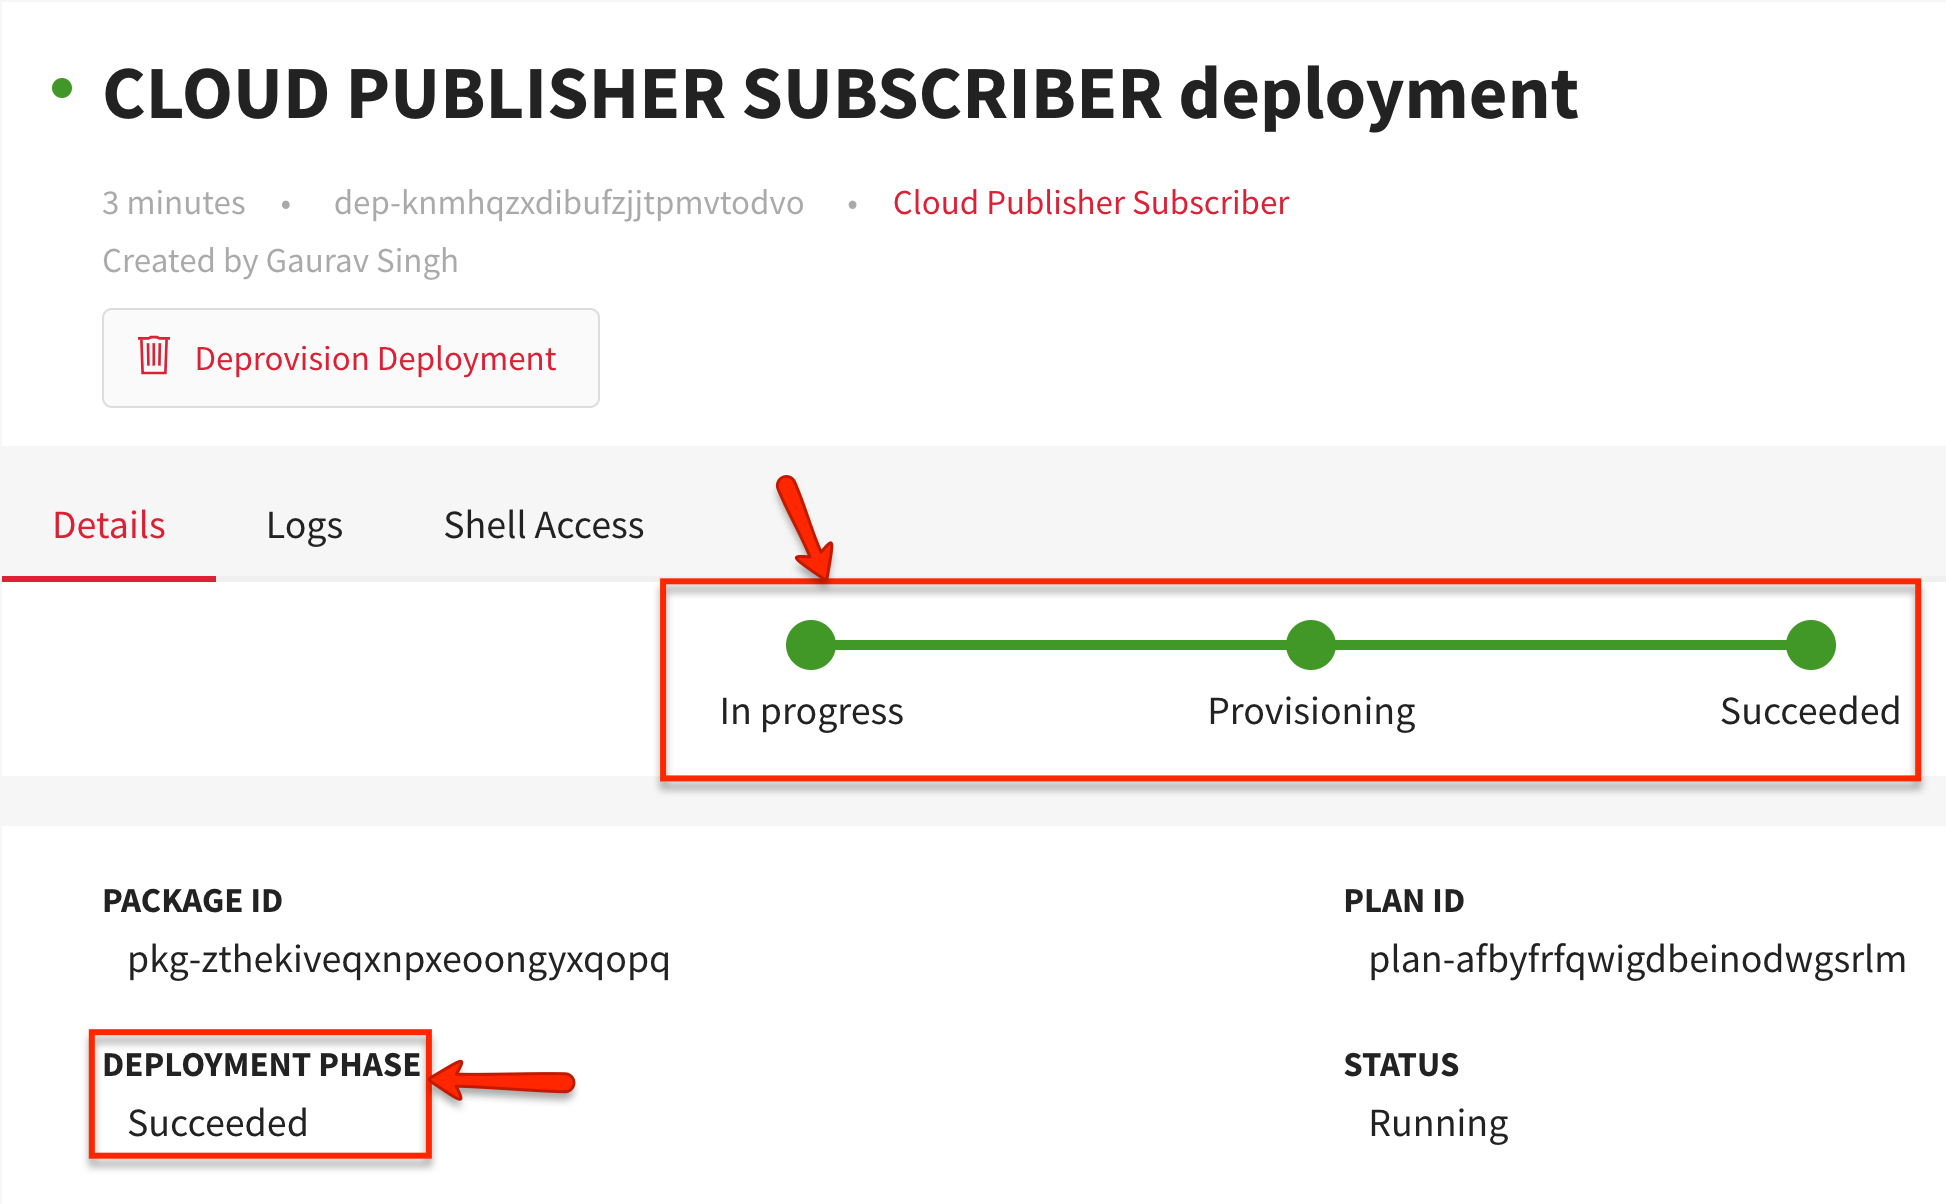 CLOUD PUBLISHER SUBSCRIBER deployment
3 minutes • dep-knmhqzxdibufzjjtpmvtodvo • Cloud Publisher Subscriber
Created by Gaurav Singh
Deprovision Deployment
Details Logs Shell Access
In progress Provisioning Succeeded
PACKAGE ID PLAN ID
pkg-zthekiveqxnpxeoongyxqopq plan-afbyfrfqwigdbeinodwgsrlm
DEPLOYMENT PHASE STATUS
Succeeded Running